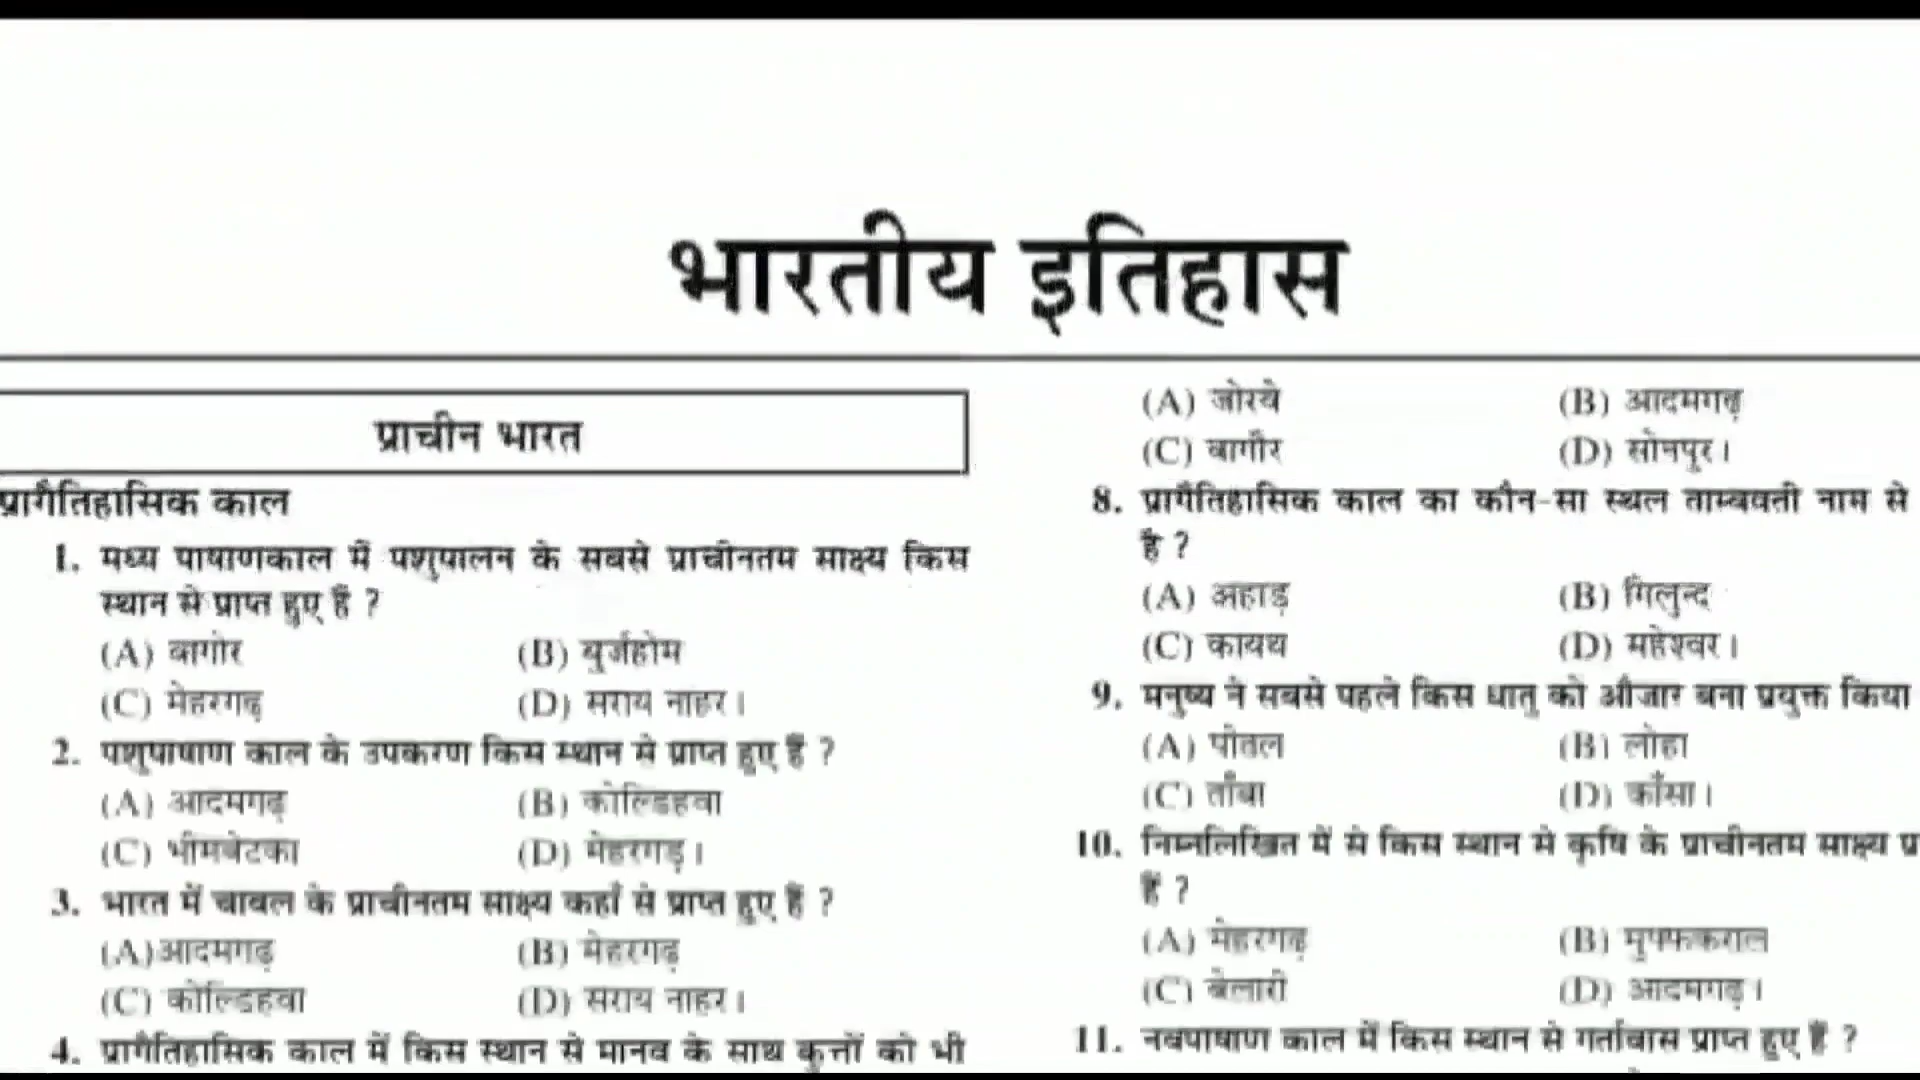 भारतीय इतिहास
प्राचीन भारत
प्रागैतिहासिक काल
1. मध्य पाषाणकाल में पशुपालन के सबसे प्राचीनतम साक्ष्य किस
स्थान से प्राप्त हुए हैं ?
(A) बागोर (B) बुर्जहोम
(C) मेहरगढ़ (D) सराय नाहर।
2. पशुपाषाण काल के उपकरण किस स्थान से प्राप्त हुए हैं ?
(A) आदमगढ़ (B) कोल्डिहवा
(C) भीमबेटका (D) मेहरगड़।
3. भारत में चावल के प्राचीनतम साक्ष्य कहाँ से प्राप्त हुए हैं ?
(A)आदमगढ़ (B) मेहरगढ़
(C) कोल्डिहवा (D) सराय नाहर।
4. प्रागैतिहासिक काल में किस स्थान से मानव के साथ कुत्तों को भी
(A) जोरवे (B) आदमगढ़
(C) बागौर (D) सोनपुर।
8. प्रागैतिहासिक काल का कौन-सा स्थल ताम्बवती नाम से
है ?
(A) अहाड़ (B) गिलुन्द
(C) कायथ (D) महेश्वर।
9. मनुष्य ने सबसे पहले किस धातु को औजार बना प्रयुक्त किया
(A) पीतल (B) लोहा
(C) ताँबा (D) काँसा।
10. निम्नलिखित में से किस स्थान से कृषि के प्राचीनतम साक्ष्य प्र
हैं ?
(A) मेहरगढ़ (B) मुफ्फकराल
(C) बेलारी (D) आदमगढ़।
11. नवपाषाण काल में किस स्थान से गर्तावास प्राप्त हुए हैं ?